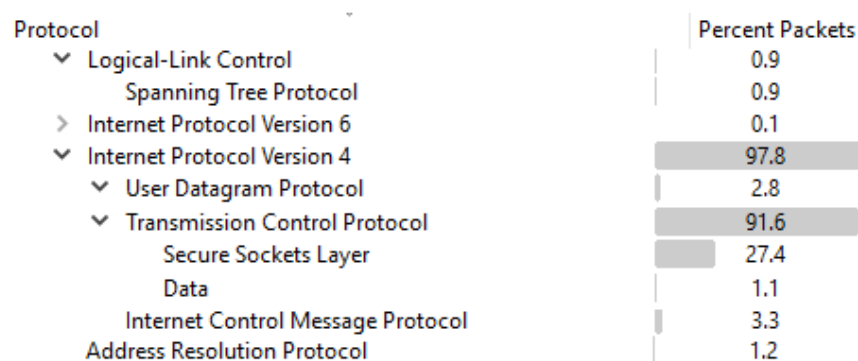 Protocol Percent Packets
Logical-Link Control 0.9
Spanning Tree Protocol 0.9
Internet Protocol Version 6 0.1
Internet Protocol Version 4 97.8
User Datagram Protocol 2.8
Transmission Control Protocol 91.6
Secure Sockets Layer 27.4
Data 1.1
Internet Control Message Protocol 3.3
Address Resolution Protocol 1.2